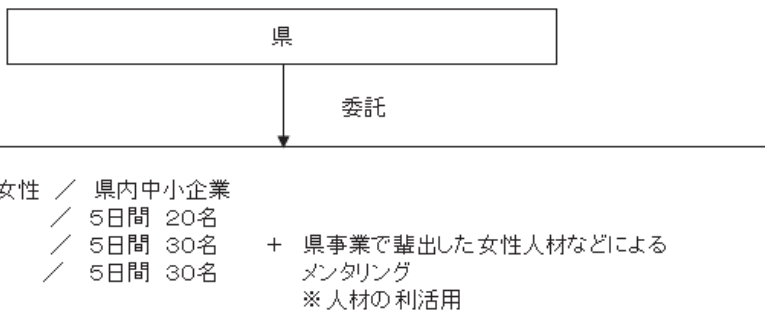 県
委託
女性 ／ 県内中小企業
／ 5日間 20名
／ 5日間 30名 + 県事業で輩出した女性人材などによる
／ 5日間 30名 メンタリング
※人材の利活用